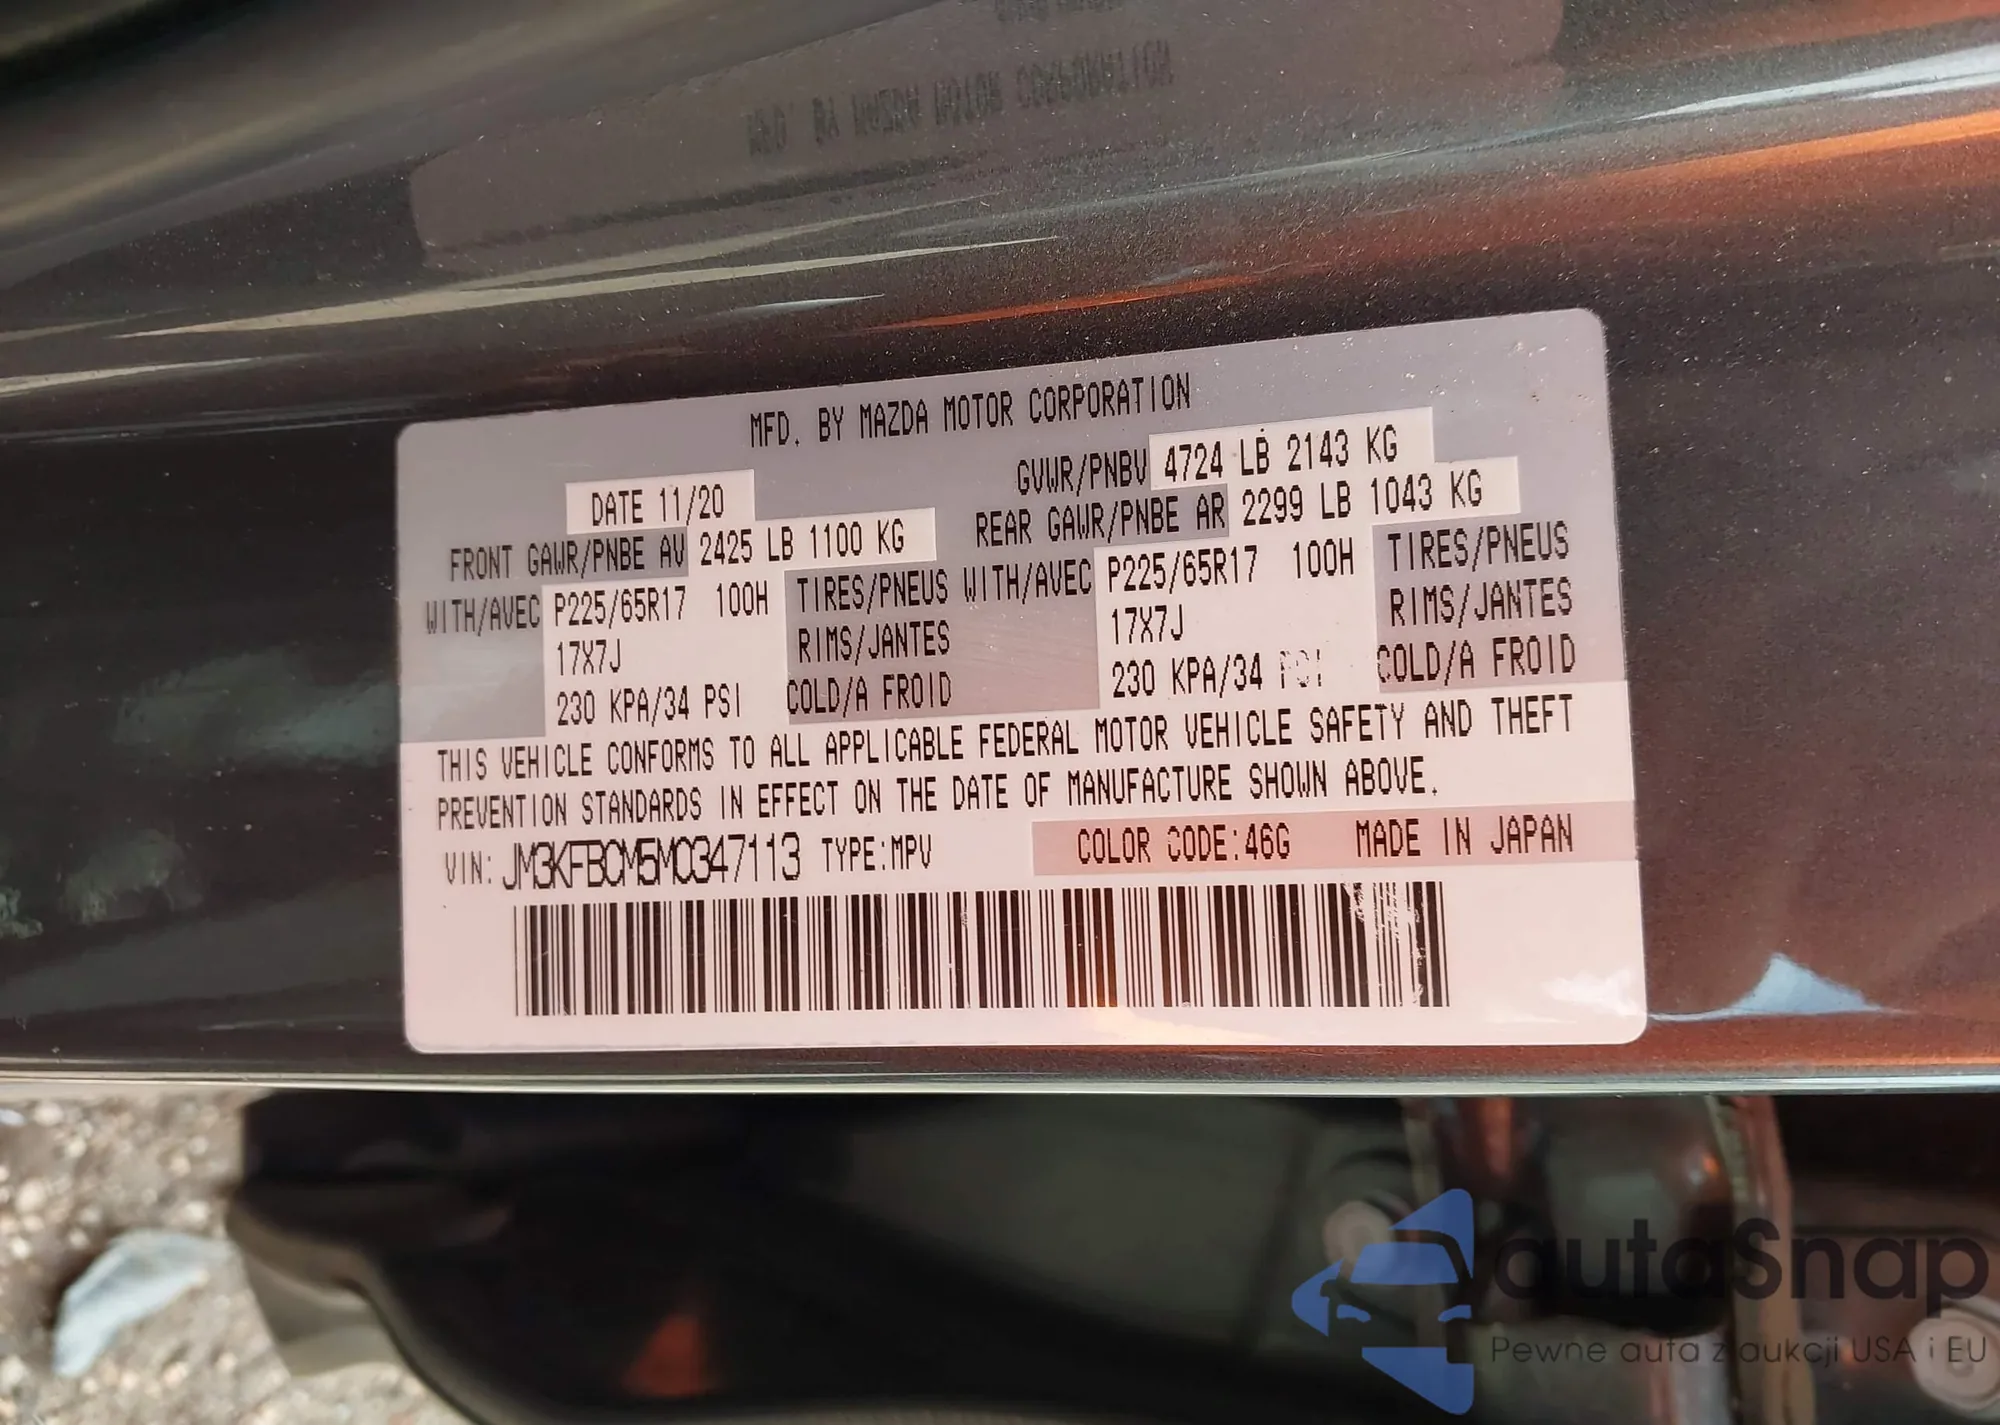 MFD. BY MAZDA MOTOR CORPORATION
DATE 11/20
GVWR/PNBV 4724 LB 2143 KG
FRONT GAWR/PNBE AV 2425 LB 1100 KG
REAR GAWR/PNBE AR 2299 LB 1043 KG
WITH/AVEC P225/65R17 100H TIRES/PNEUS WITH/AVEC P225/65R17 100H TIRES/PNEUS
17X7J RIMS/JANTES 17X7J RIMS/JANTES
230 KPA/34 PSI COLD/A FROID 230 KPA/34 PSI COLD/A FROID
THIS VEHICLE CONFORMS TO ALL APPLICABLE FEDERAL MOTOR VEHICLE SAFETY AND THEFT
PREVENTION STANDARDS IN EFFECT ON THE DATE OF MANUFACTURE SHOWN ABOVE.
VIN: JM3KFBCM5M0347113 TYPE:MPV COLOR CODE:46G MADE IN JAPAN
autaSnap
Pewne auta z aukcji USA i EU